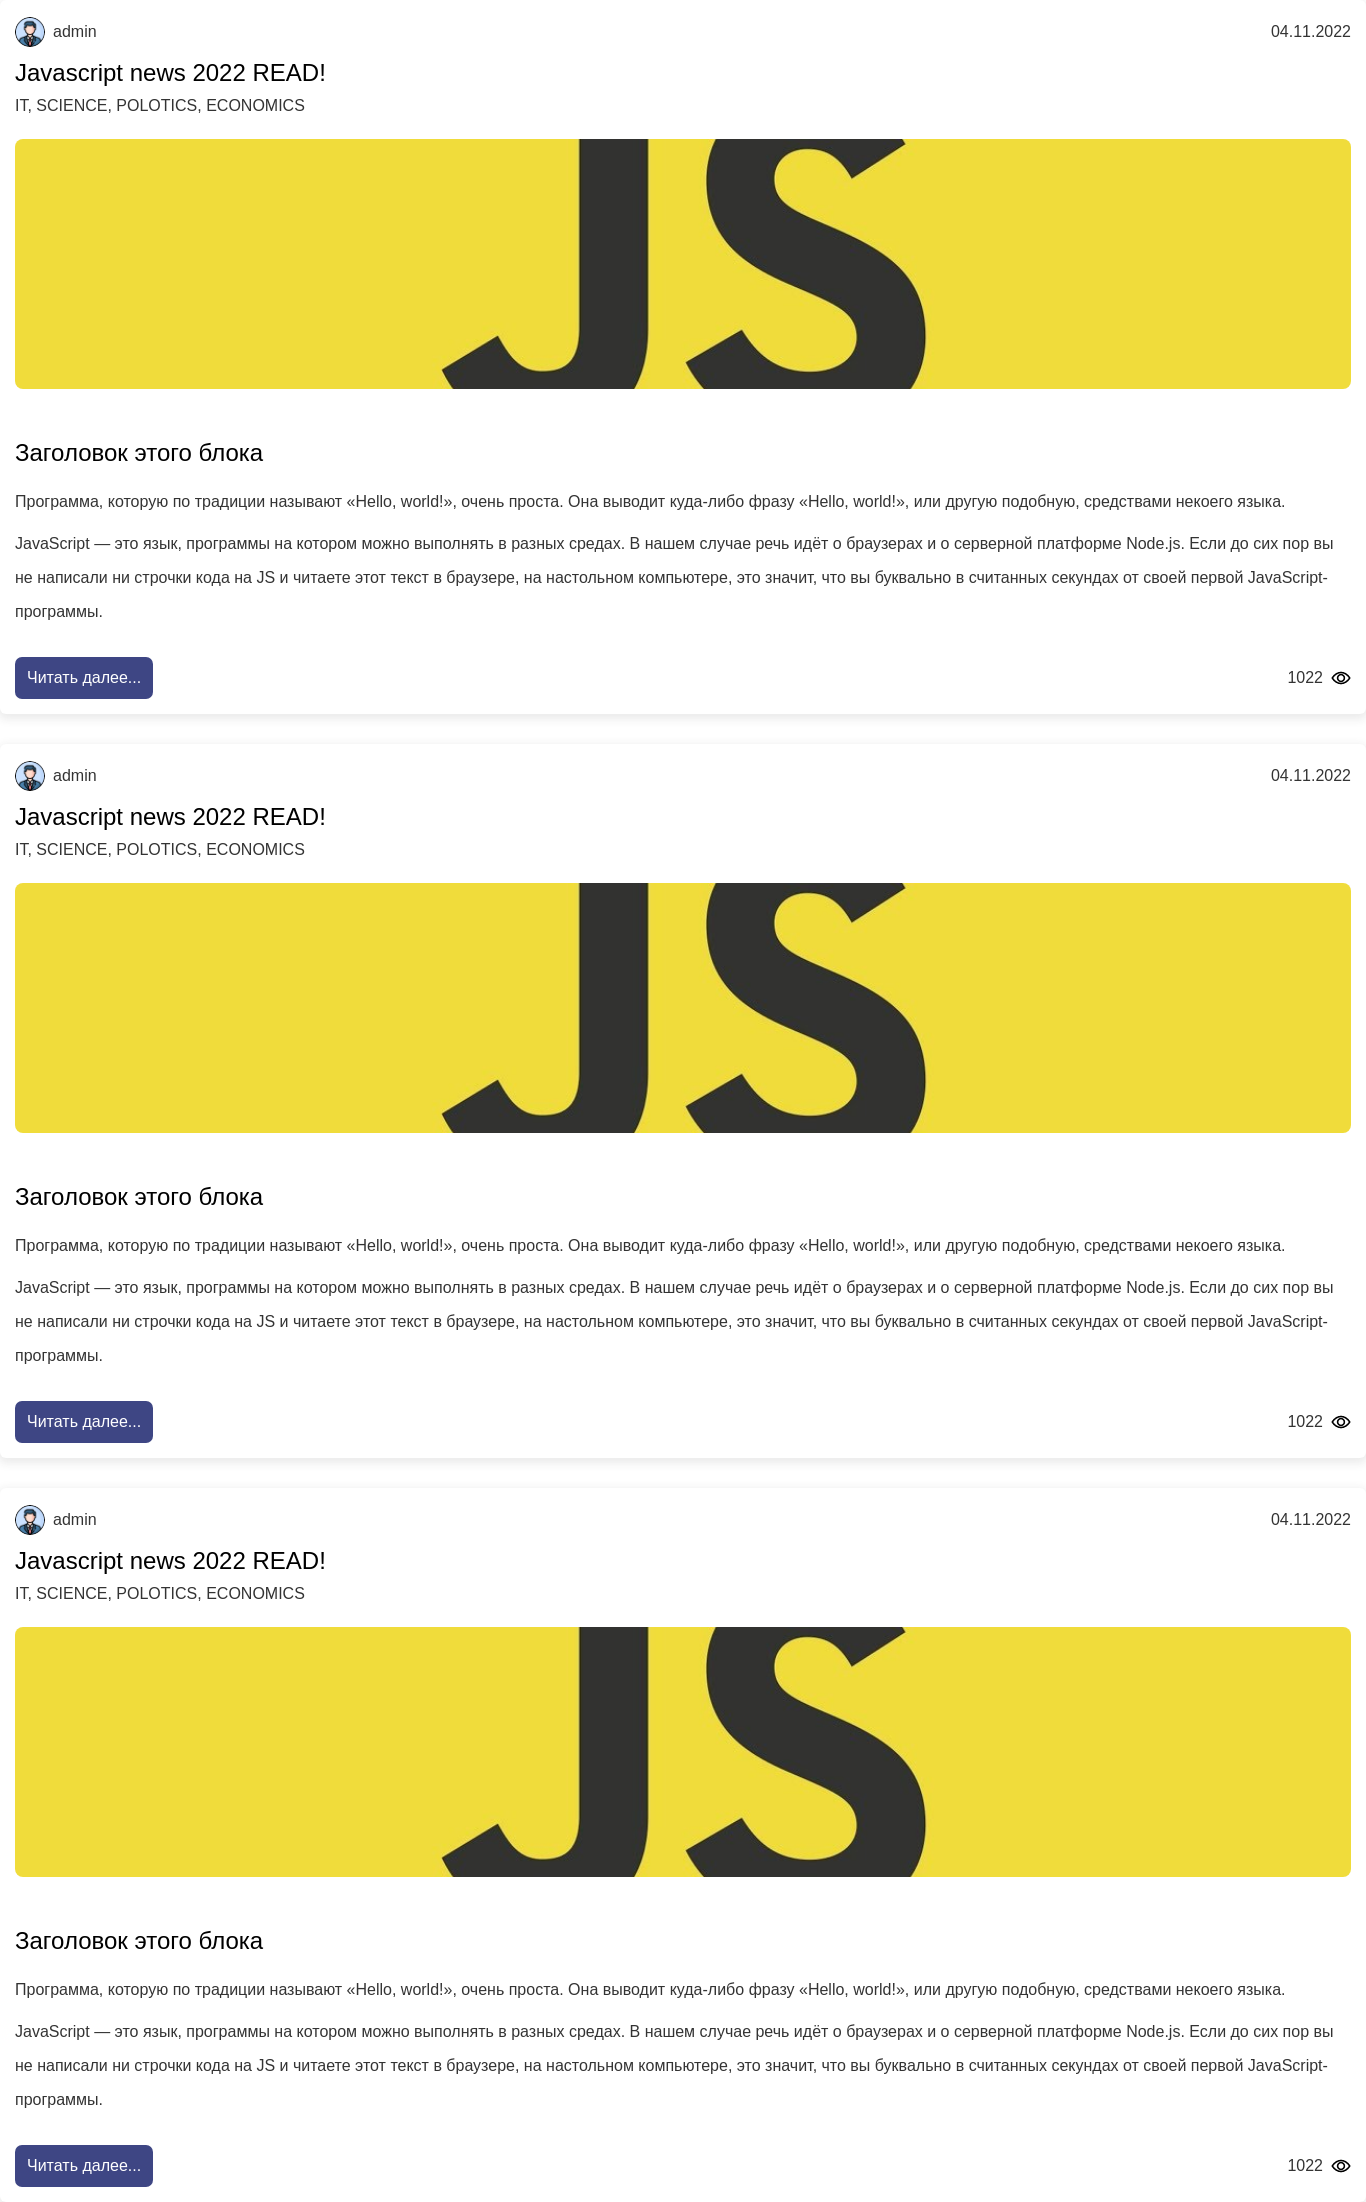 admin 04.11.2022
Javascript news 2022 READ!
IT, SCIENCE, POLOTICS, ECONOMICS
JS
Заголовок этого блока
Программа, которую по традиции называют «Hello, world!», очень проста. Она выводит куда-либо фразу «Hello, world!», или другую подобную, средствами некоего языка.
JavaScript — это язык, программы на котором можно выполнять в разных средах. В нашем случае речь идёт о браузерах и о серверной платформе Node.js. Если до сих пор вы
не написали ни строчки кода на JS и читаете этот текст в браузере, на настольном компьютере, это значит, что вы буквально в считанных секундах от своей первой JavaScript-
программы.
Читать далее... 1022
admin 04.11.2022
Javascript news 2022 READ!
IT, SCIENCE, POLOTICS, ECONOMICS
JS
Заголовок этого блока
Программа, которую по традиции называют «Hello, world!», очень проста. Она выводит куда-либо фразу «Hello, world!», или другую подобную, средствами некоего языка.
JavaScript — это язык, программы на котором можно выполнять в разных средах. В нашем случае речь идёт о браузерах и о серверной платформе Node.js. Если до сих пор вы
не написали ни строчки кода на JS и читаете этот текст в браузере, на настольном компьютере, это значит, что вы буквально в считанных секундах от своей первой JavaScript-
программы.
Читать далее... 1022
admin 04.11.2022
Javascript news 2022 READ!
IT, SCIENCE, POLOTICS, ECONOMICS
JS
Заголовок этого блока
Программа, которую по традиции называют «Hello, world!», очень проста. Она выводит куда-либо фразу «Hello, world!», или другую подобную, средствами некоего языка.
JavaScript — это язык, программы на котором можно выполнять в разных средах. В нашем случае речь идёт о браузерах и о серверной платформе Node.js. Если до сих пор вы
не написали ни строчки кода на JS и читаете этот текст в браузере, на настольном компьютере, это значит, что вы буквально в считанных секундах от своей первой JavaScript-
программы.
Читать далее... 1022